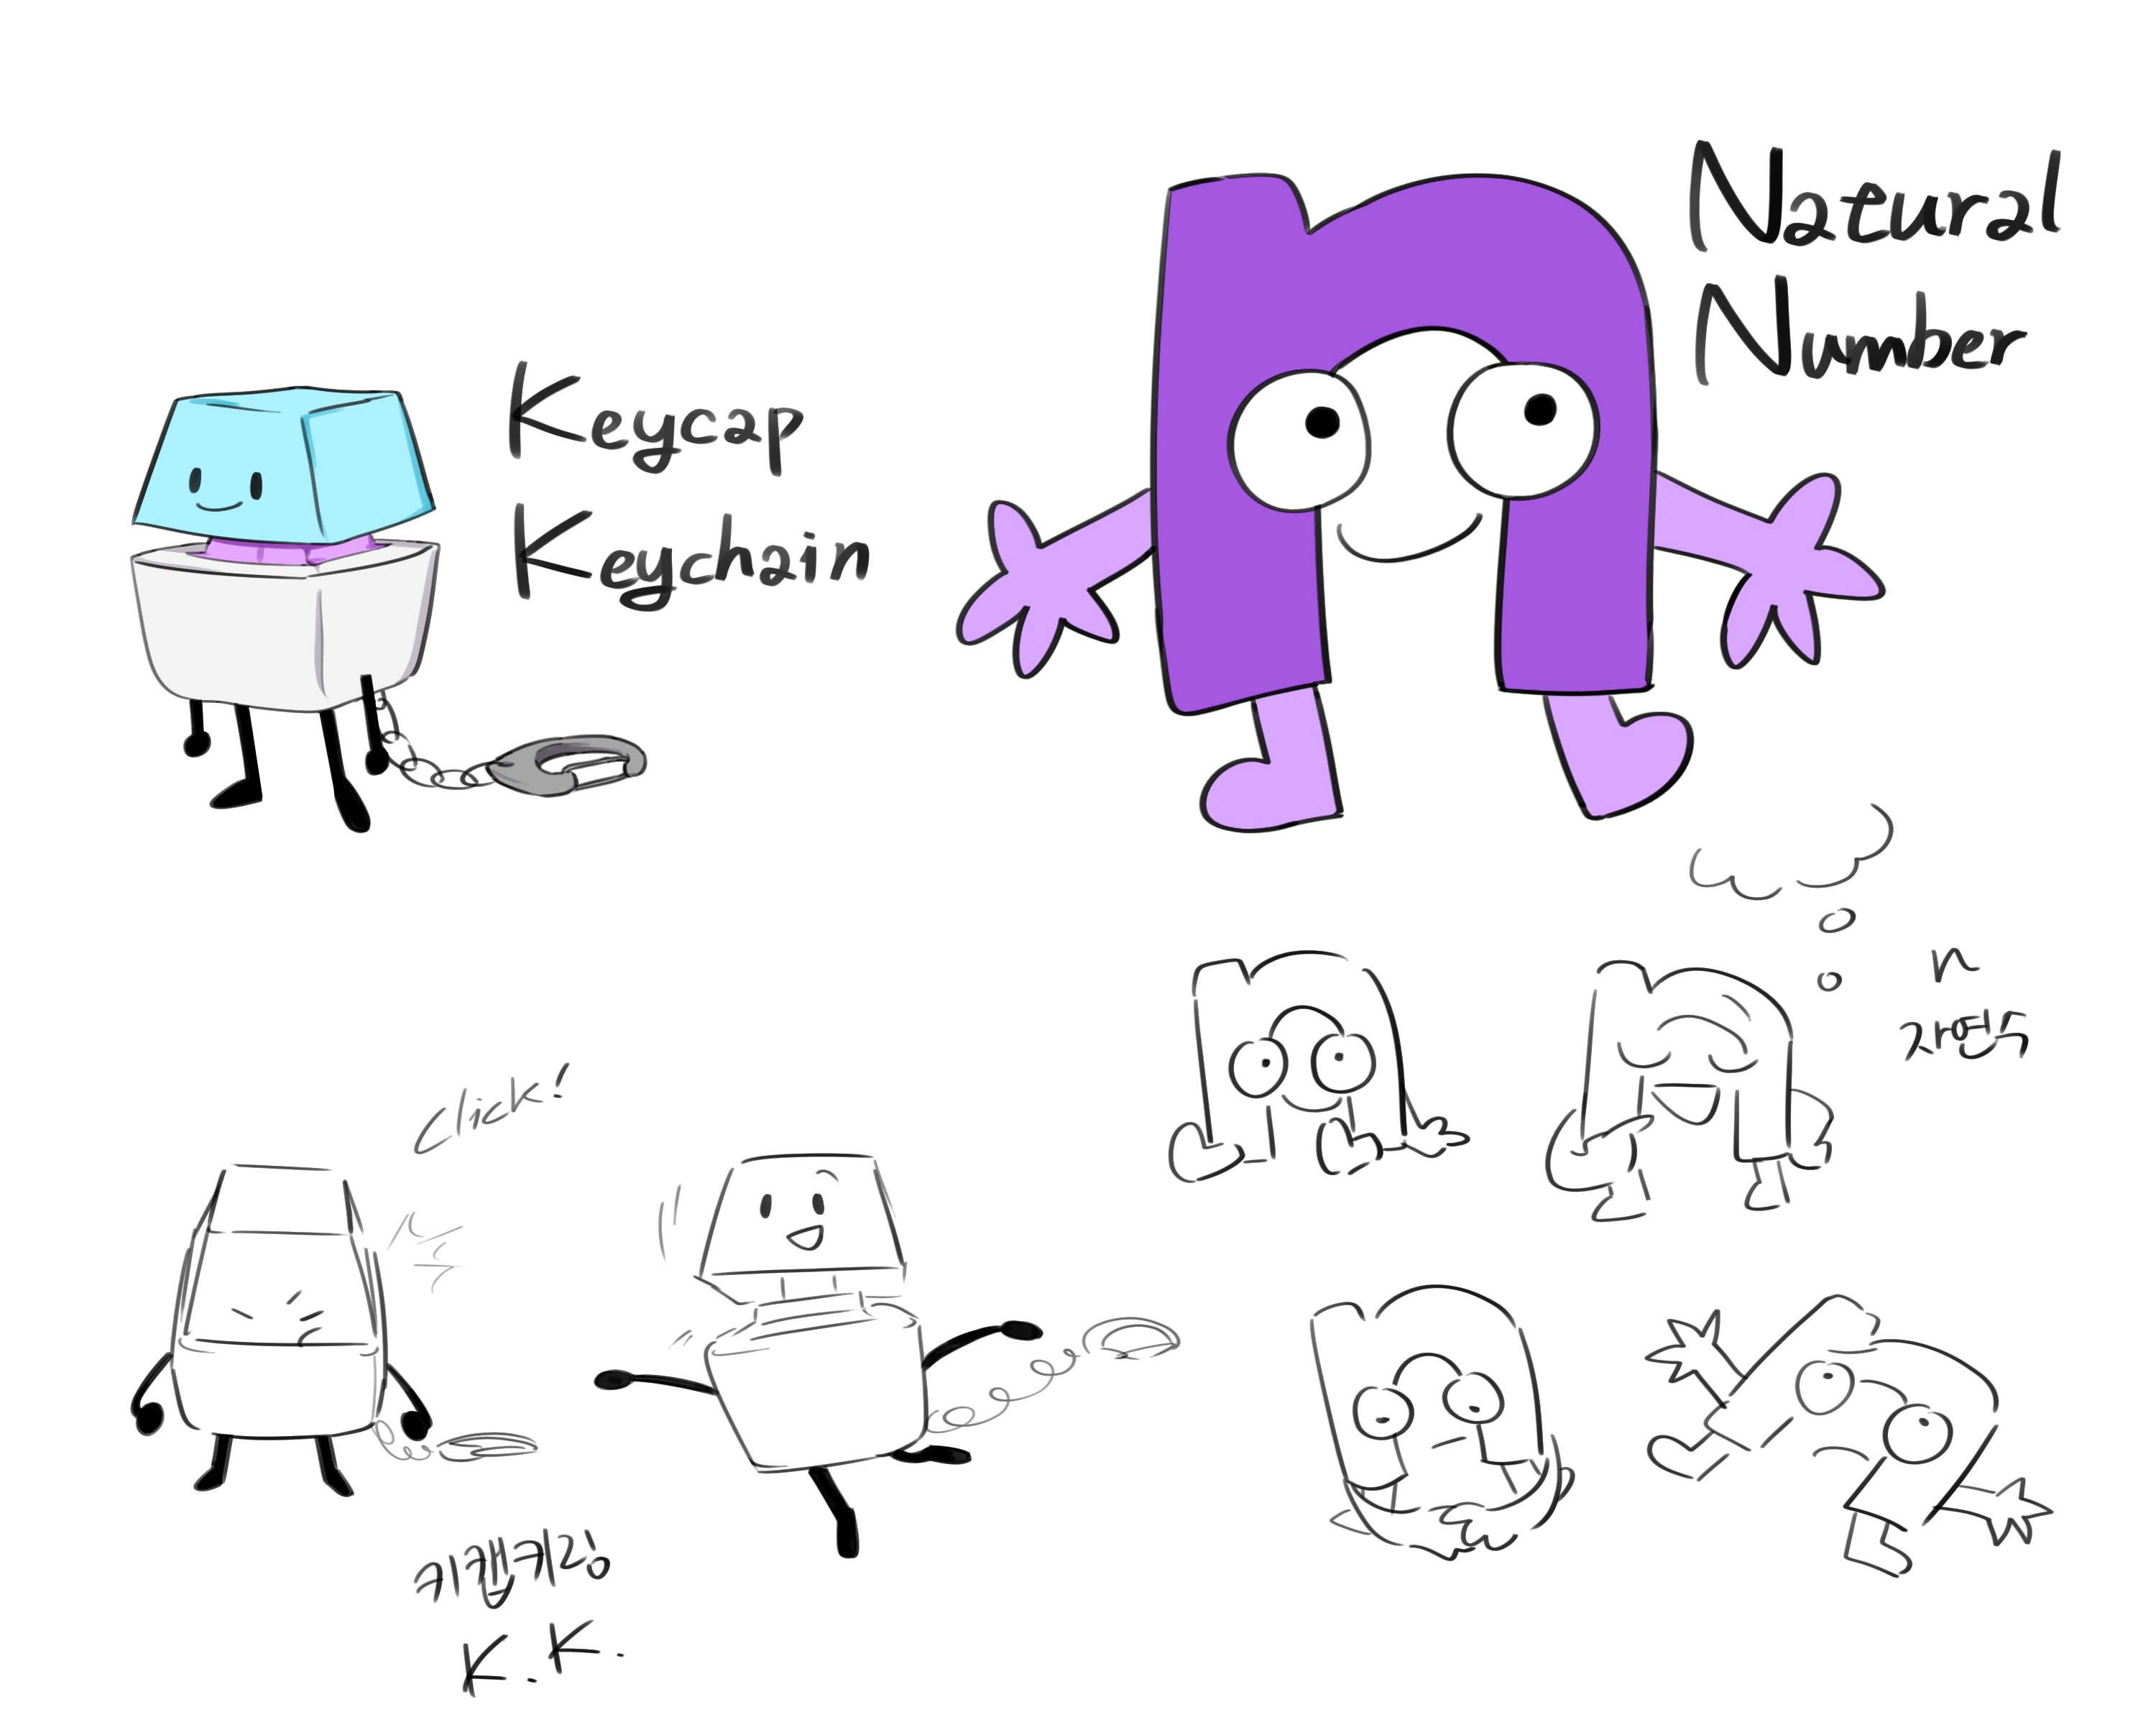 Keycap
Keychain
Natural
Number
click!
키캡키링
K.K.
n
자연수